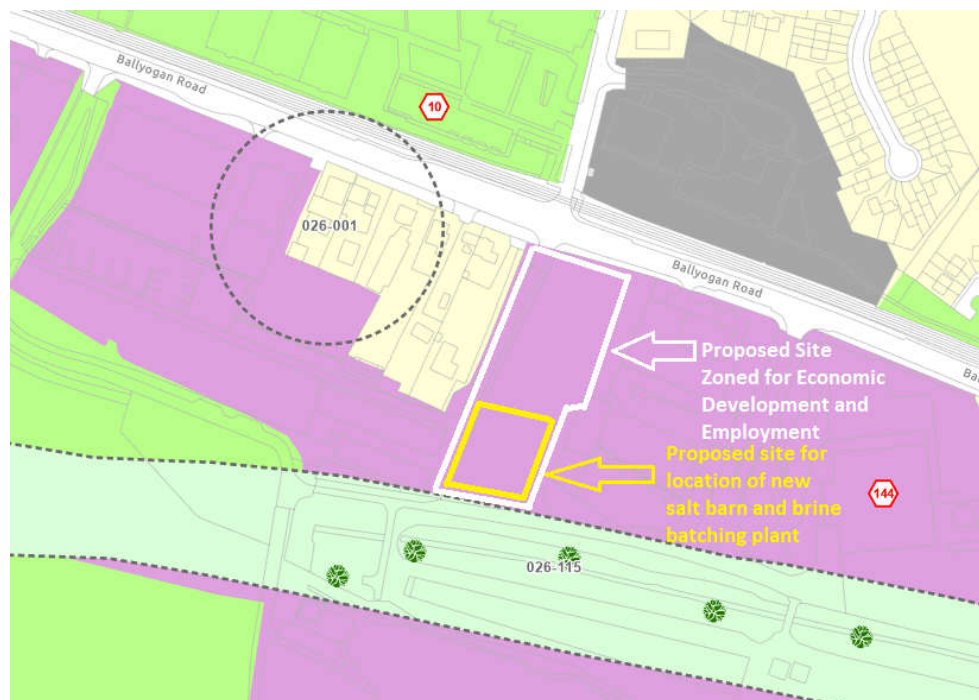 Ballyogan Road
10
026-001
Ballyogan Road
Proposed Site
Zoned for Economic
Development and
Employment
Proposed site for
location of new
salt barn and brine
batching plant
144
026-115
Ba